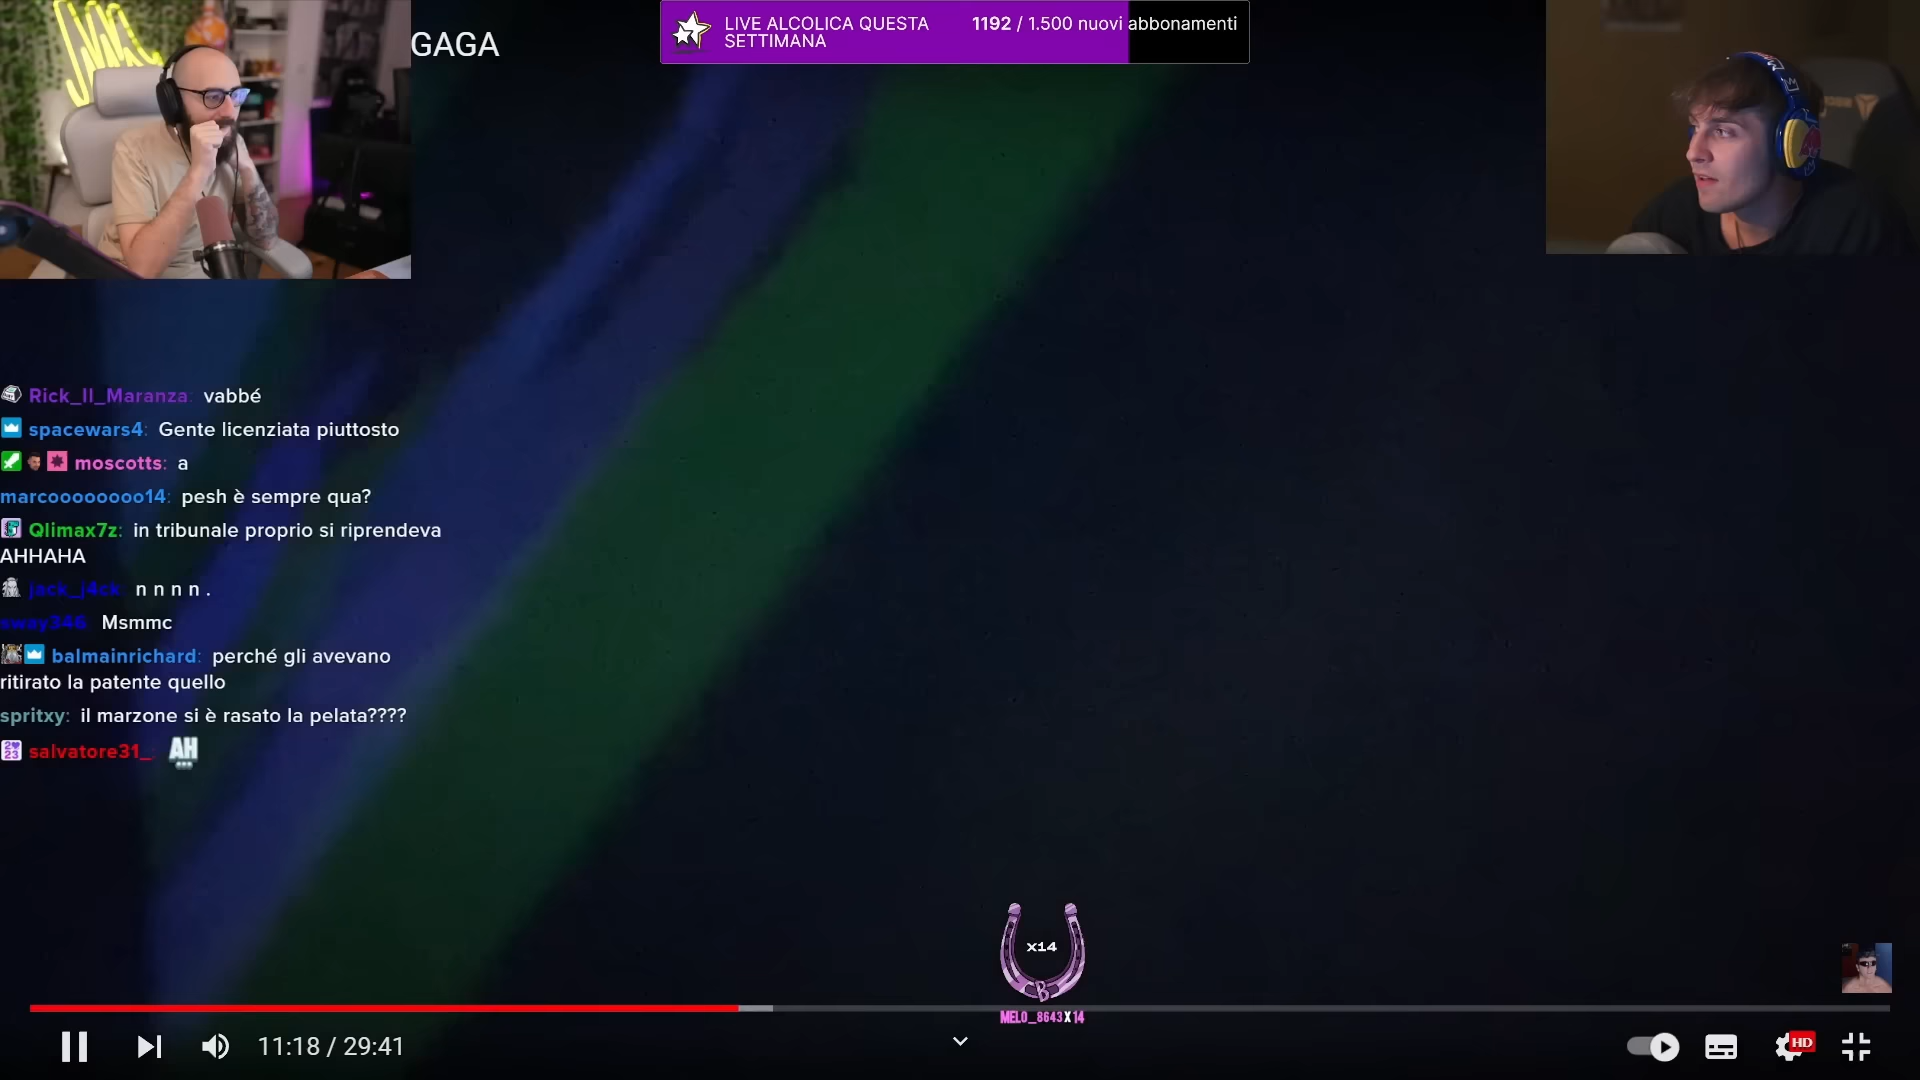 GAGA
LIVE ALCOLICA QUESTA
SETTIMANA
1192 / 1.500 nuovi abbonamenti
Rick_Il_Maranza: vabbé
spacewars4: Gente licenziata piuttosto
moscotts: a
marcoooooooo14: pesh è sempre qua?
Qlimax7z: in tribunale proprio si riprendeva
AHHAHA
jack_j4ck: n n n n .
sway346: Msmmc
balmainrichard: perché gli avevano
ritirato la patente quello
spritxy: il marzone si è rasato la pelata????
salvatore31_: AH
x14
B
MELO_8643 X 14
11:18 / 29:41
HD